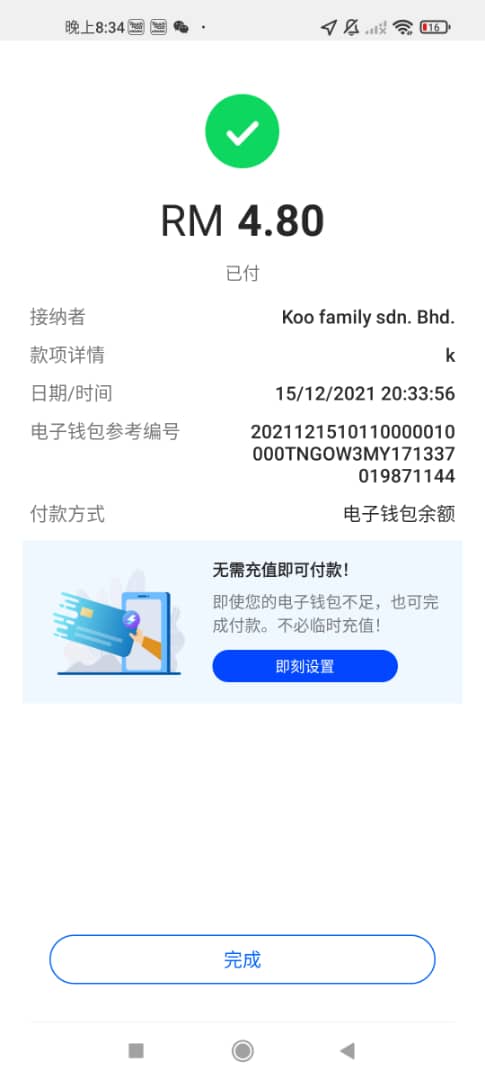 晚上8:34
16
RM 4.80
已付
接纳者 Koo family sdn. Bhd.
款项详情 k
日期/时间 15/12/2021 20:33:56
电子钱包参考编号 2021121510110000010
000TNGOW3MY171337
019871144
付款方式 电子钱包余额
无需充值即可付款！
即使您的电子钱包不足，也可完
成付款。不必临时充值！
即刻设置
完成